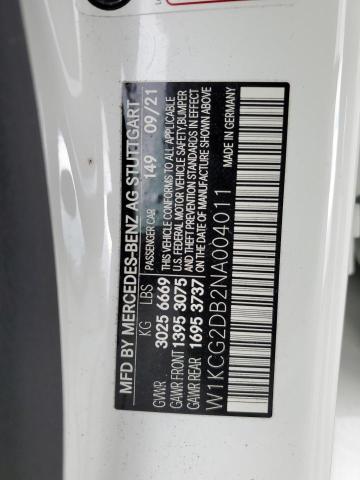 MFD BY MERCEDES-BENZ AG STUTTGART
KG LBS PASSENGER CAR 149 09/21
GVWR 3025 6669 THIS VEHICLE CONFORMS TO ALL APPLICABLE
GAWR FRONT 1395 3075 U.S. FEDERAL MOTOR VEHICLE SAFETY, BUMPER
GAWR REAR 1695 3737 & THEFT PREVENTION STANDARDS IN EFFECT
ON THE DATE OF MANUFACTURE SHOWN ABOVE
W1KCG2DB2NA004011 MADE IN GERMANY